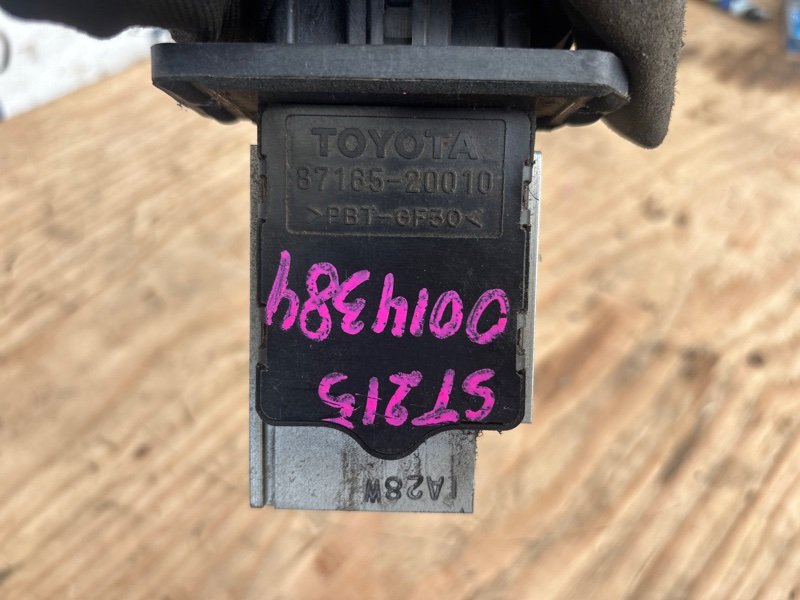 TOYOTA
87165-20010
>PBT-GF30<
0014384
ST215
A28W